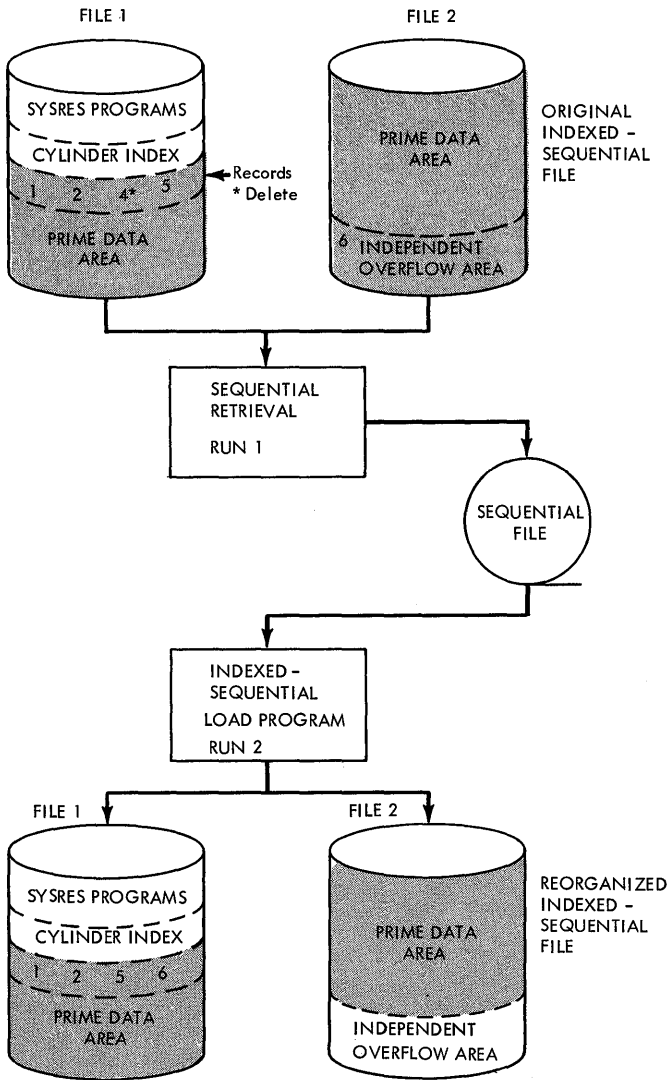 FILE 1
FILE 2
SYSRES PROGRAMS
CYLINDER INDEX
1 2 4* 5
PRIME DATA
AREA
Records
* Delete
PRIME DATA
AREA
6 INDEPENDENT
OVERFLOW AREA
ORIGINAL
INDEXED -
SEQUENTIAL
FILE
SEQUENTIAL
RETRIEVAL
RUN 1
SEQUENTIAL
FILE
INDEXED -
SEQUENTIAL
LOAD PROGRAM
RUN 2
FILE 1
FILE 2
SYSRES PROGRAMS
CYLINDER INDEX
1 2 5 6
PRIME DATA
AREA
PRIME DATA
AREA
INDEPENDENT
OVERFLOW AREA
REORGANIZED
INDEXED -
SEQUENTIAL
FILE